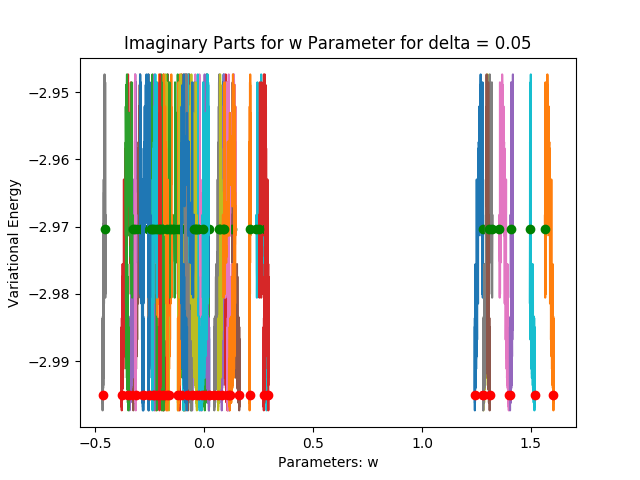 Imaginary Parts for w Parameter for delta = 0.05
Variational Energy
−2.95
−2.96
−2.97
−2.98
−2.99
−0.5 0.0 0.5 1.0 1.5
Parameters: w